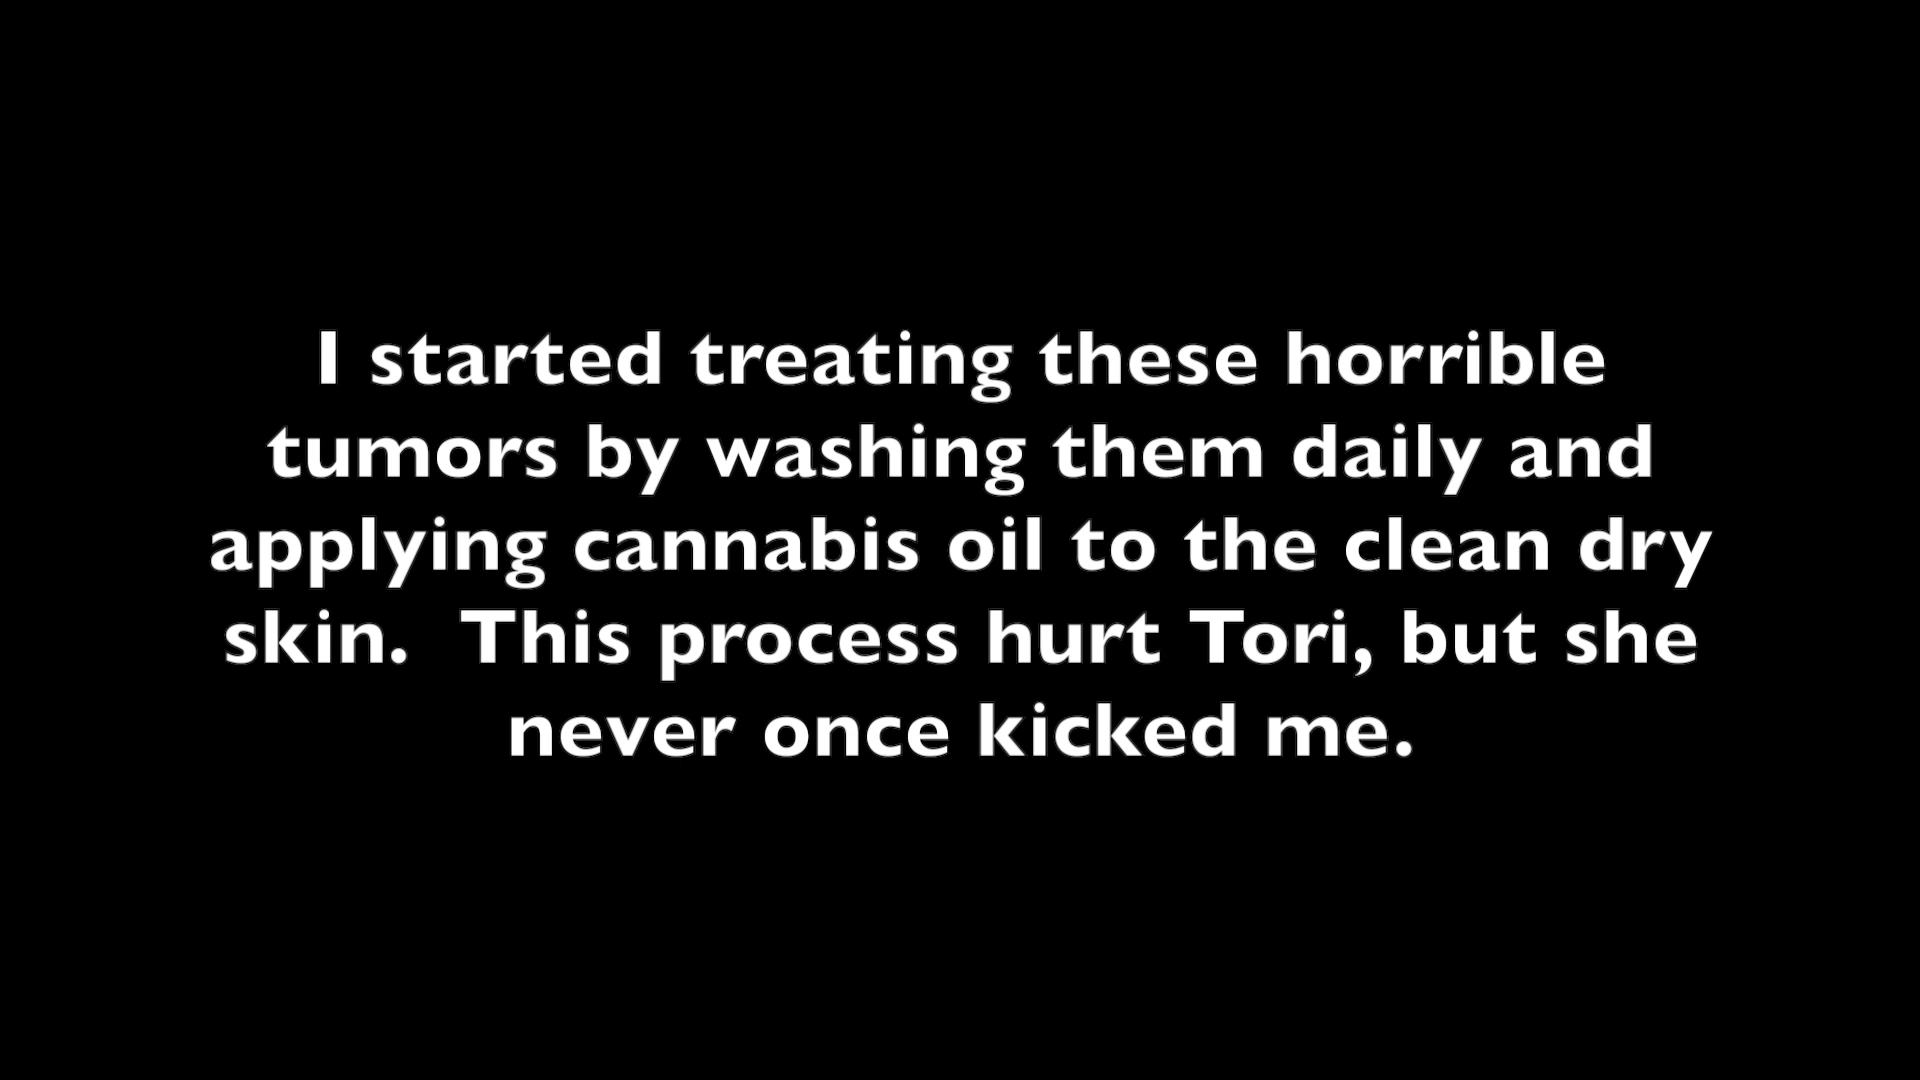 I started treating these horrible
tumors by washing them daily and
applying cannabis oil to the clean dry
skin.  This process hurt Tori, but she
never once kicked me.